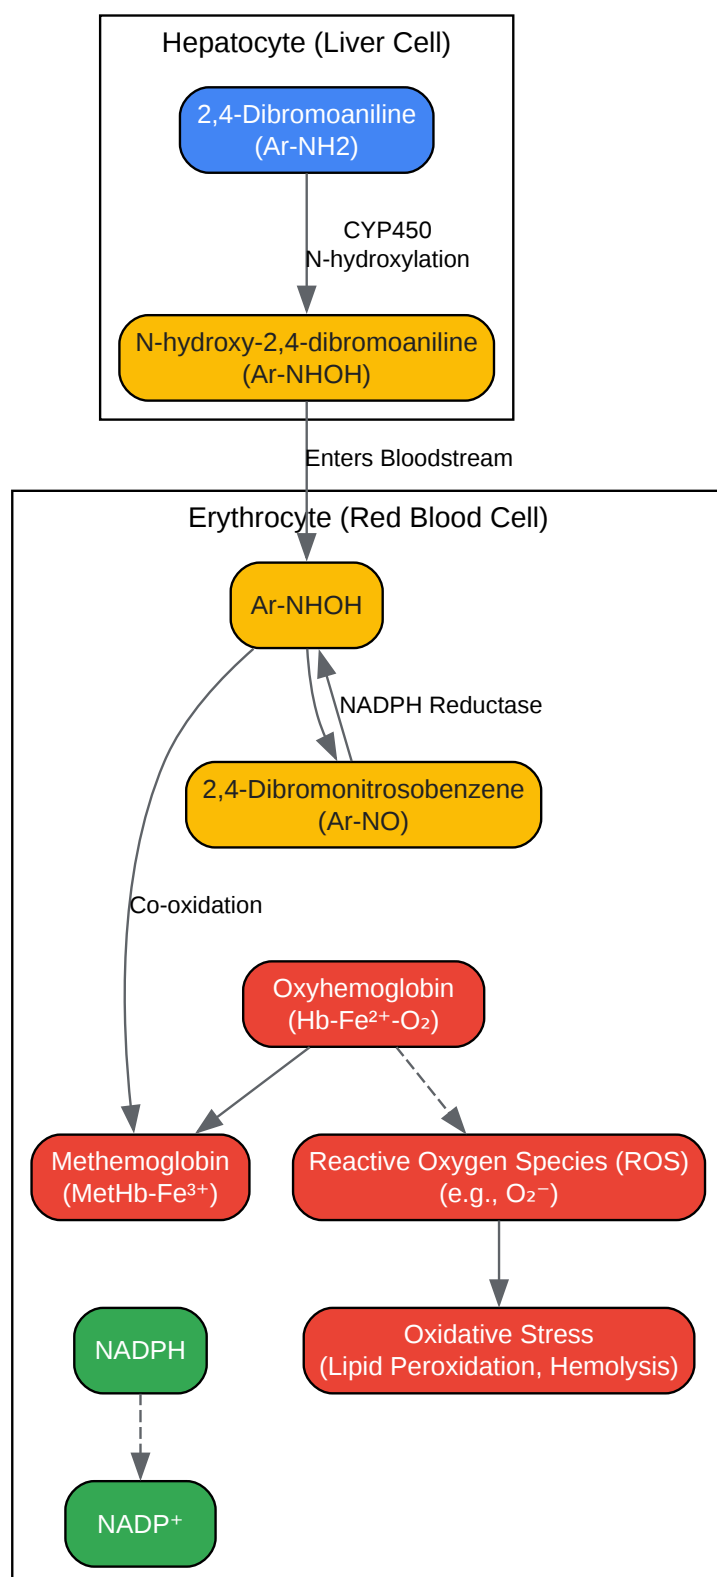 Hepatocyte (Liver Cell)
2,4-Dibromoaniline
(Ar-NH2)
CYP450
N-hydroxylation
N-hydroxy-2,4-dibromoaniline
(Ar-NHOH)
Enters Bloodstream
Erythrocyte (Red Blood Cell)
Ar-NHOH
NADPH Reductase
2,4-Dibromonitrosobenzene
(Ar-NO)
Co-oxidation
Oxyhemoglobin
(Hb-Fe²⁺-O₂)
Methemoglobin
(MetHb-Fe³⁺)
Reactive Oxygen Species (ROS)
(e.g., O₂⁻)
Oxidative Stress
(Lipid Peroxidation, Hemolysis)
NADPH
NADP⁺